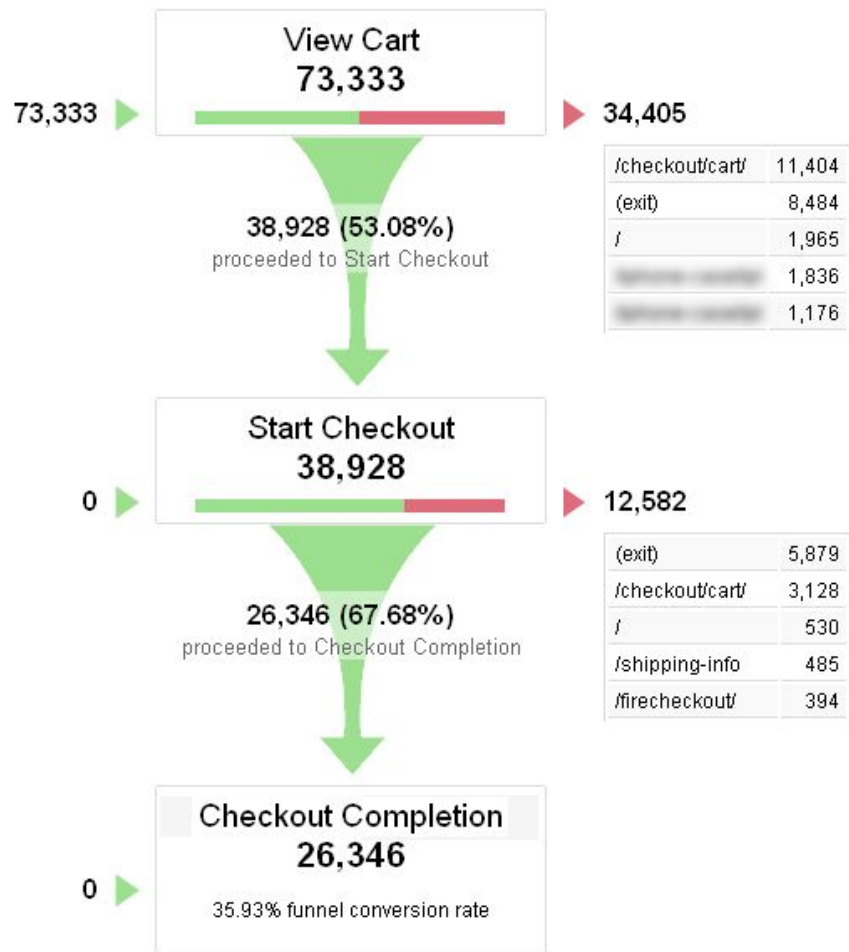 View Cart
73,333
73,333
34,405
/checkout/cart/ 11,404
(exit) 8,484
/ 1,965
1,836
1,176
38,928 (53.08%)
proceeded to Start Checkout
Start Checkout
38,928
0
12,582
(exit) 5,879
/checkout/cart/ 3,128
/ 530
/shipping-info 485
/firecheckout/ 394
26,346 (67.68%)
proceeded to Checkout Completion
Checkout Completion
26,346
0
35.93% funnel conversion rate